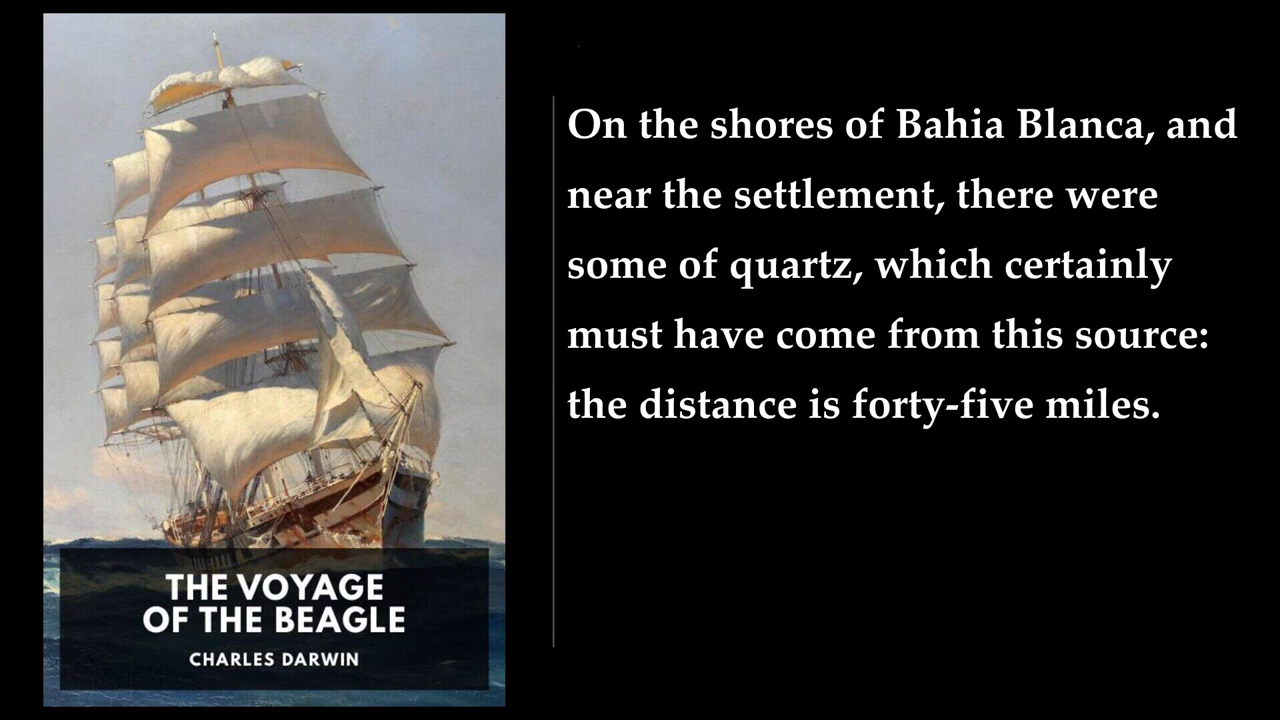 THE VOYAGE
OF THE BEAGLE
CHARLES DARWIN
On the shores of Bahia Blanca, and
near the settlement, there were
some of quartz, which certainly
must have come from this source:
the distance is forty-five miles.